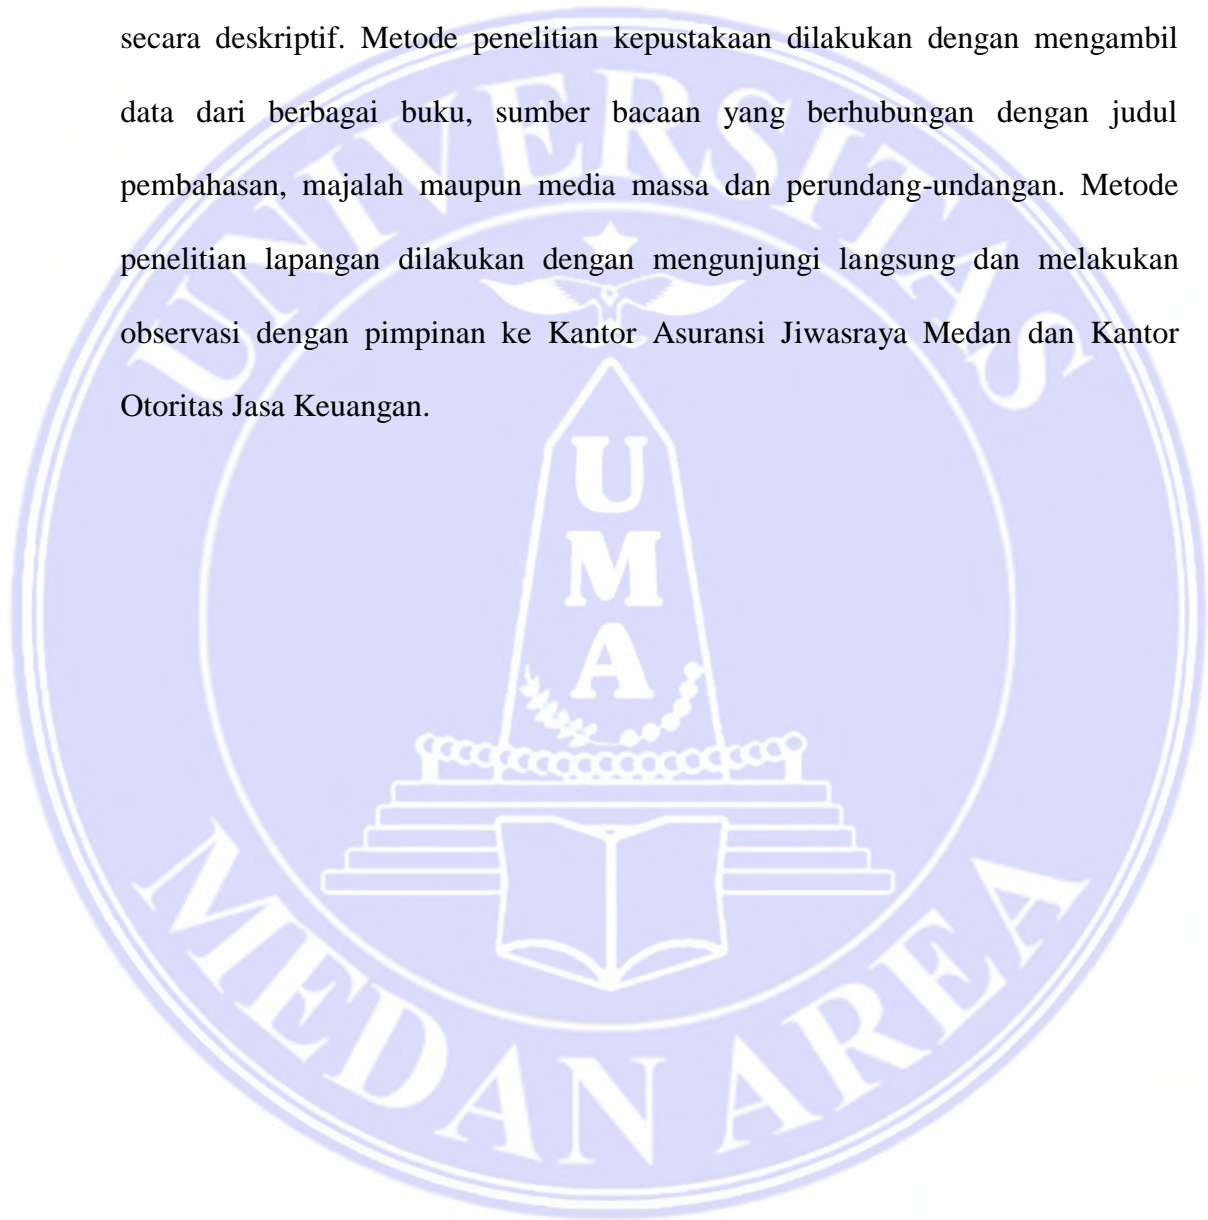 secara deskriptif. Metode penelitian kepustakaan dilakukan dengan mengambil
data dari berbagai buku, sumber bacaan yang berhubungan dengan judul
pembahasan, majalah maupun media massa dan perundang-undangan. Metode
penelitian lapangan dilakukan dengan mengunjungi langsung dan melakukan
observasi dengan pimpinan ke Kantor Asuransi Jiwasraya Medan dan Kantor
Otoritas Jasa Keuangan.
UNIVERSITAS
U
M
A
MEDAN AREA